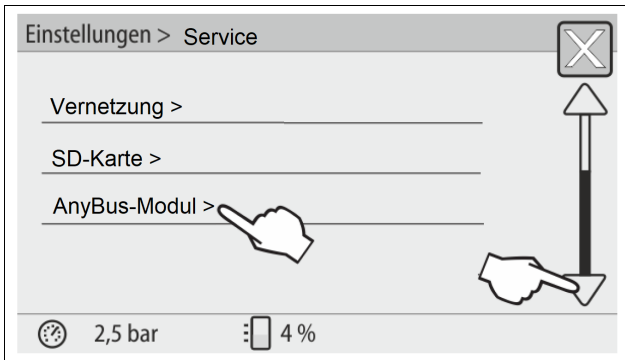 Einstellungen > Service
X
Vernetzung >
SD-Karte >
AnyBus-Modul >
2,5 bar 4 %